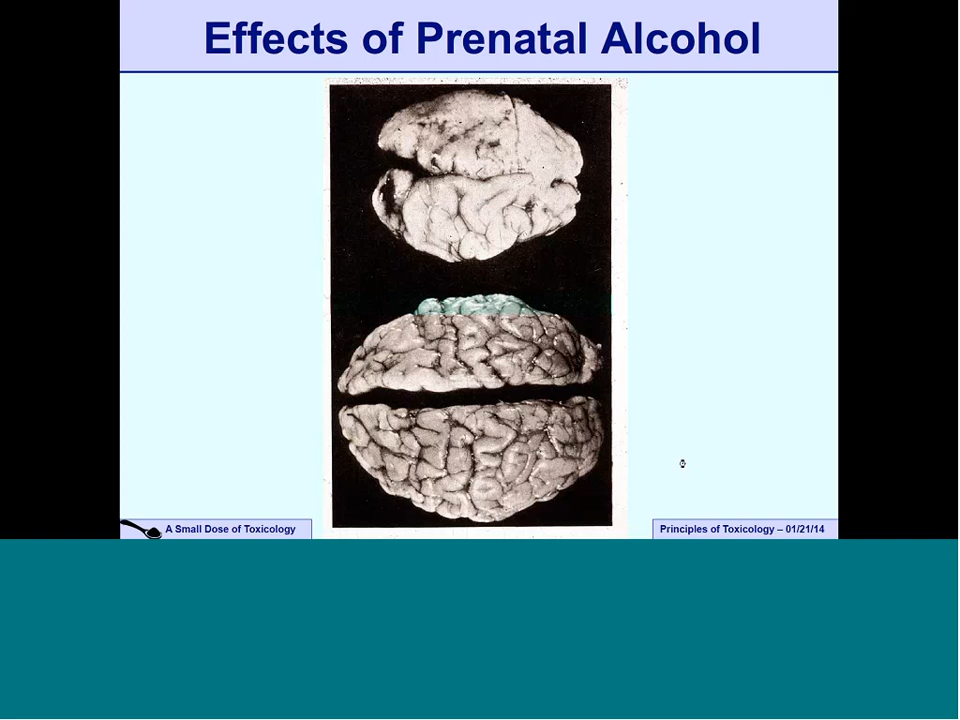 Effects of Prenatal Alcohol
A Small Dose of Toxicology
Principles of Toxicology – 01/21/14